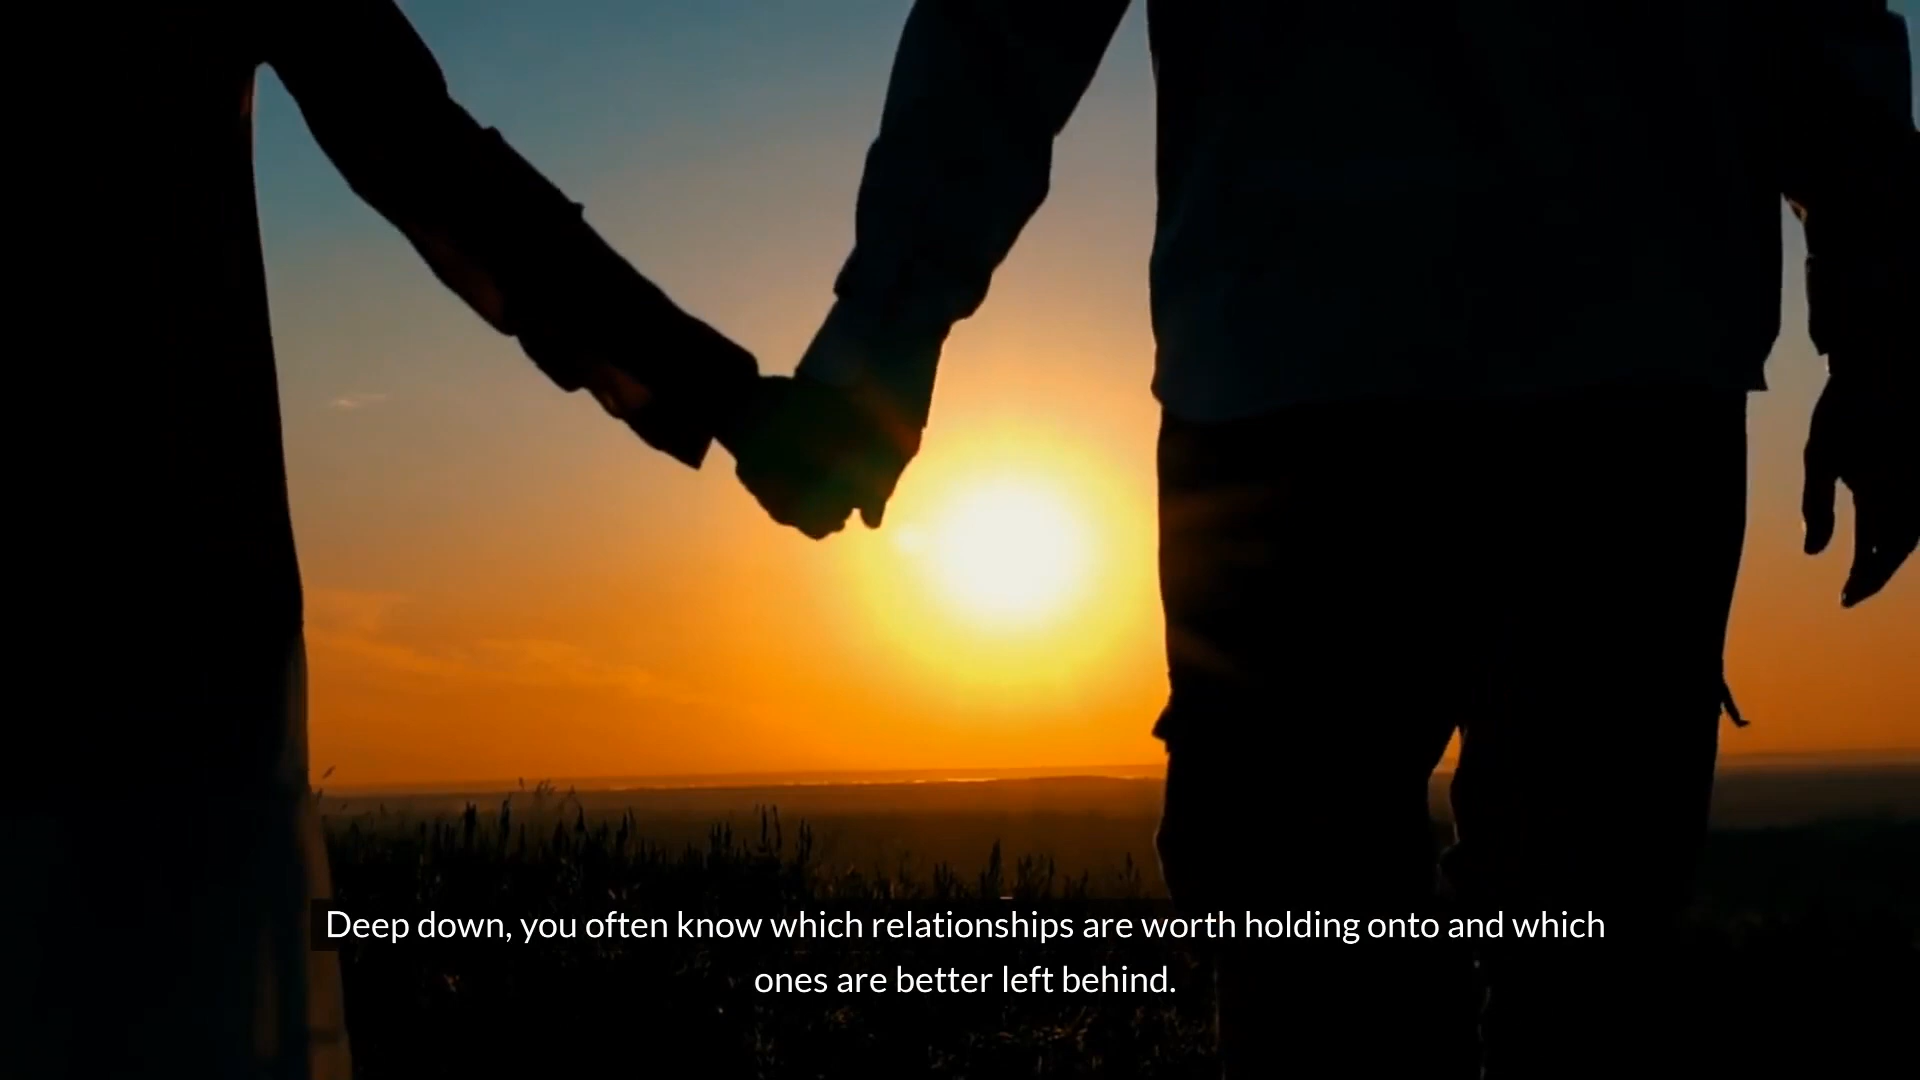 Deep down, you often know which relationships are worth holding onto and which
ones are better left behind.